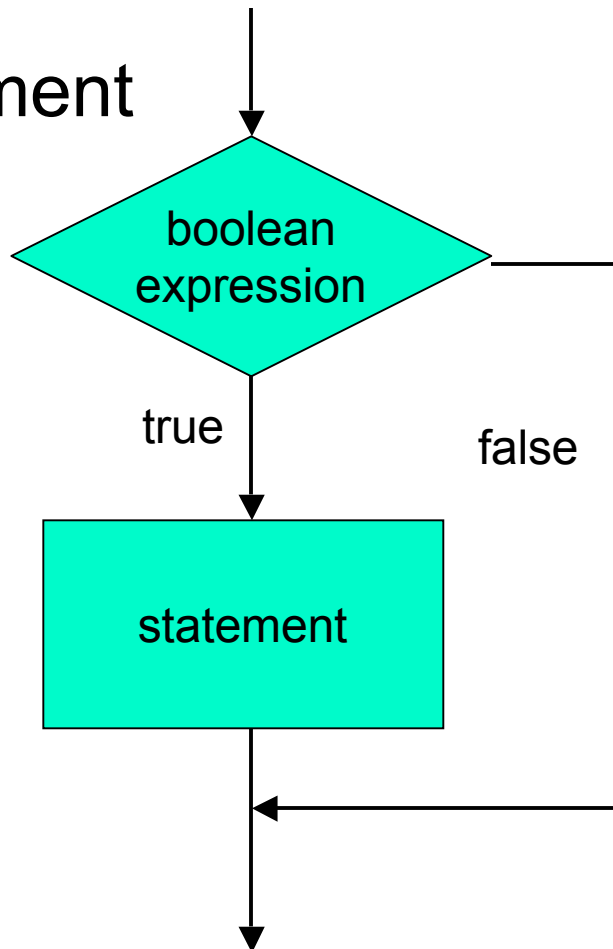 ment
boolean
expression
true
false
statement